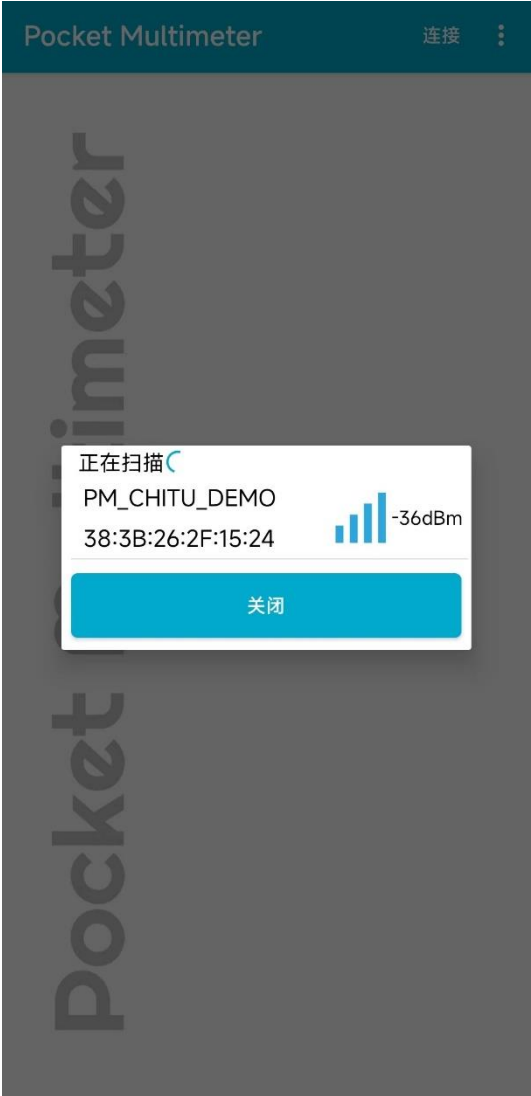 Pocket Multimeter 连接
Pocket m timeter
正在扫描
PM_CHITU_DEMO
38:3B:26:2F:15:24
-36dBm
关闭